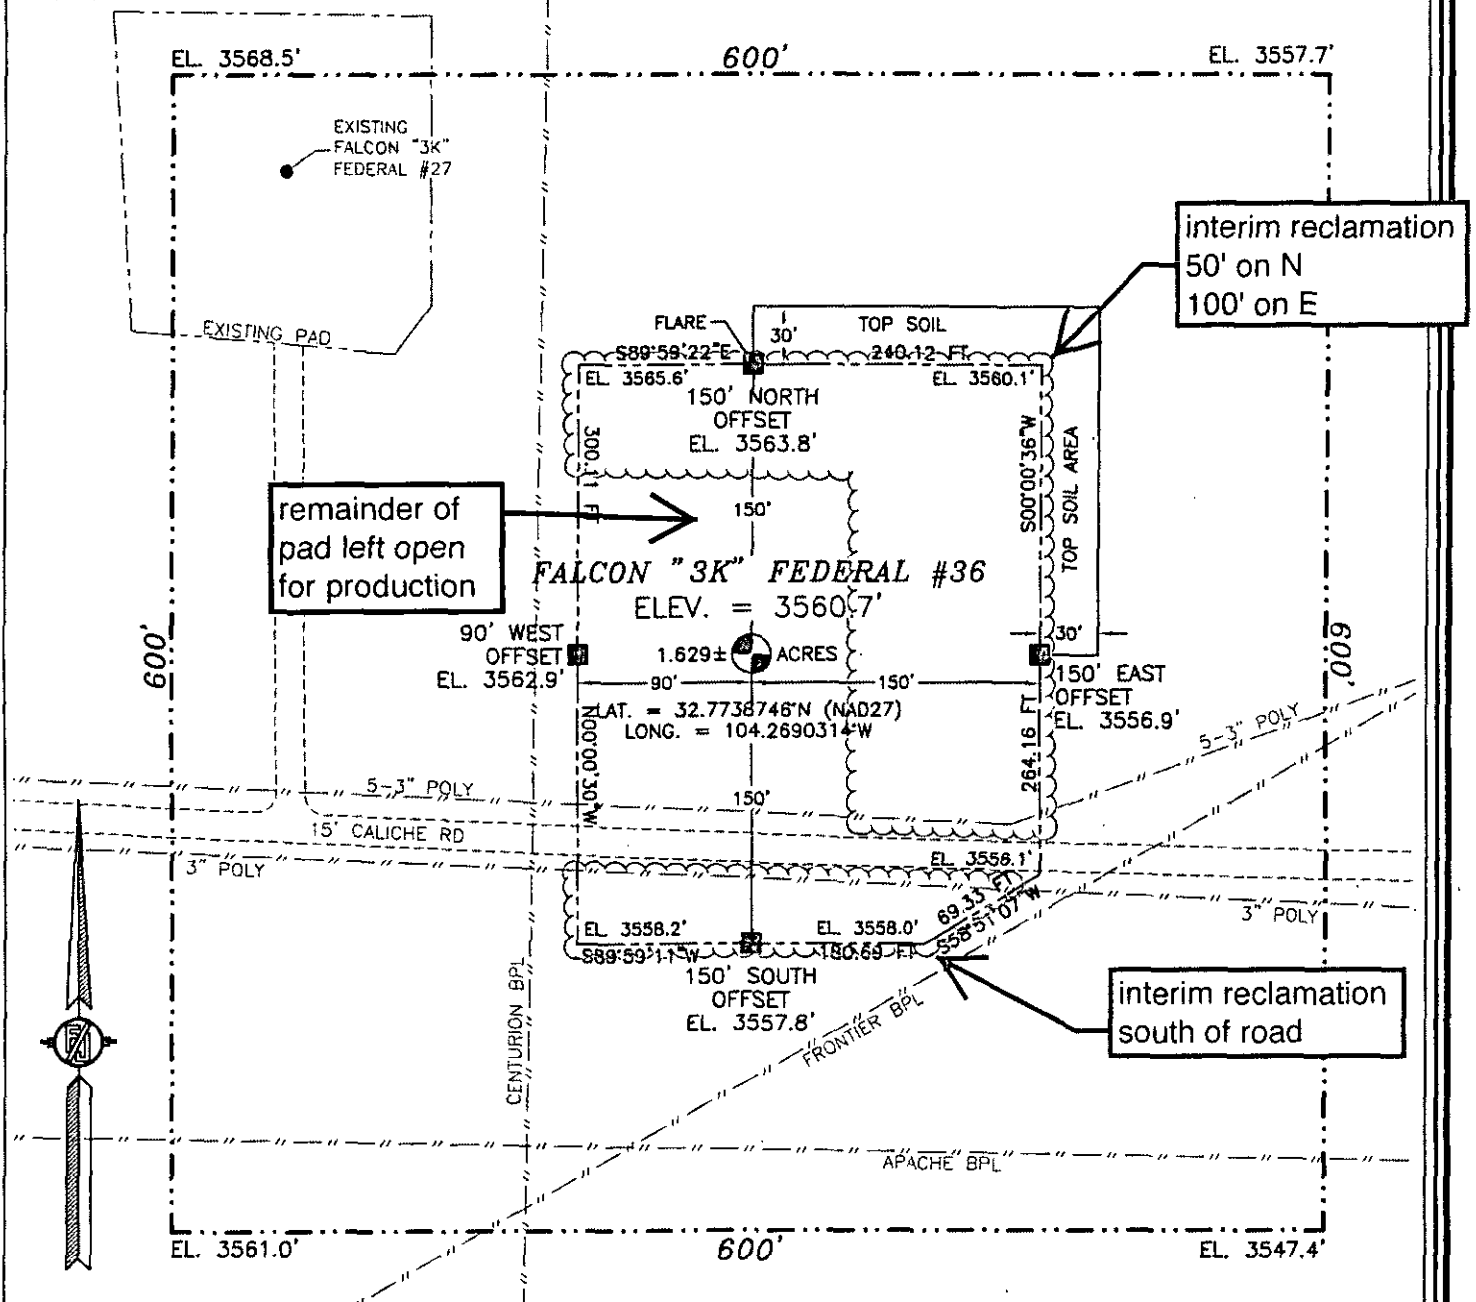 EL. 3568.5'
600'
EL. 3557.7'
EXISTING
FALCON "3K"
FEDERAL #27
interim reclamation
50' on N
100' on E
EXISTING PAD
FLARE
30'
TOP SOIL
S89°59'22"E
240.12 FT
EL. 3565.6'
EL. 3560.1'
150' NORTH
OFFSET
EL. 3563.8'
300.11 FT
S00°00'36"W
TOP SOIL AREA
remainder of
pad left open
for production
150'
FALCON "3K" FEDERAL #36
ELEV. = 3560.7'
600'
90' WEST
OFFSET
EL. 3562.9'
1.629± ACRES
30'
600'
90'
150'
150' EAST
OFFSET
EL. 3556.9'
LAT. = 32.7738746°N (NAD27)
LONG. = 104.2690314°W
N00°00'30"W
264.16 FT
5-3" POLY
5-3" POLY
150'
15' CALICHE RD
3" POLY
EL. 3558.1'
69.33 FT
S58°51'07"W
3" POLY
EL. 3558.2'
EL. 3558.0'
S89°59'11"W
180.69 FT
150' SOUTH
OFFSET
EL. 3557.8'
interim reclamation
south of road
CENTURION BPL
FRONTIER BPL
APACHE BPL
EL. 3561.0'
600'
EL. 3547.4'